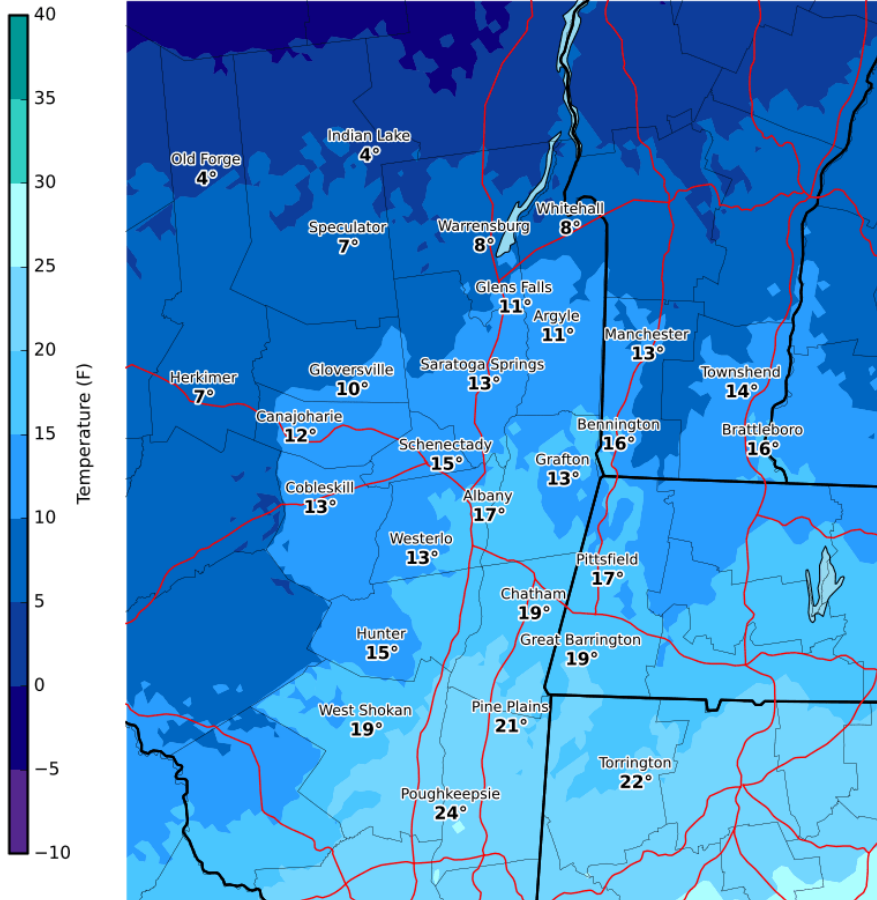 40
35
30
25
20
15
10
5
0
−5
−10
Temperature (F)
Indian Lake
4°
Old Forge
4°
Whitehall
8°
Speculator
7°
Warrensburg
8°
Glens Falls
11°
Argyle
11°
Manchester
13°
Saratoga Springs
13°
Gloversville
10°
Herkimer
7°
Townshend
14°
Canajoharie
12°
Bennington
16°
Brattleboro
16°
Schenectady
15°
Grafton
13°
Cobleskill
13°
Albany
17°
Westerlo
13°
Pittsfield
17°
Chatham
19°
Hunter
15°
Great Barrington
19°
West Shokan
19°
Pine Plains
21°
Torrington
22°
Poughkeepsie
24°